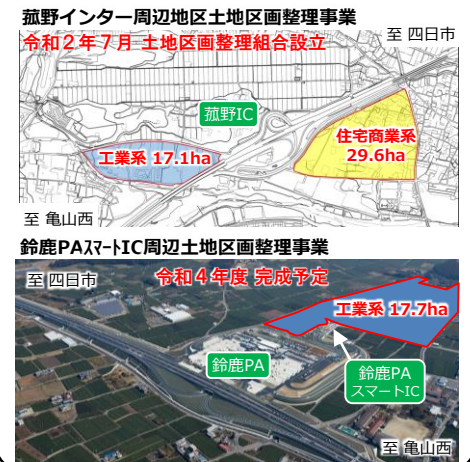 菰野インター周辺地区土地区画整理事業
令和２年７月 土地区画整理組合設立
至 四日市
菰野IC
工業系 17.1ha
住宅商業系
29.6ha
至 亀山西
鈴鹿PAｽﾏｰﾄIC周辺土地区画整理事業
至 四日市
令和４年度 完成予定
工業系 17.7ha
鈴鹿PA
鈴鹿PA
スマートIC
至 亀山西